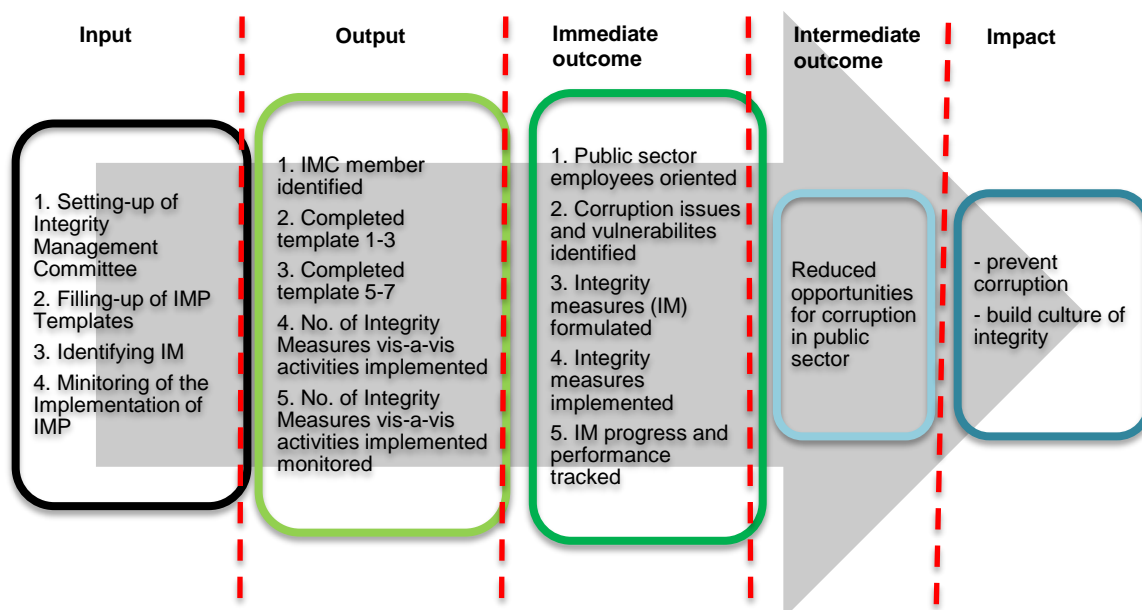 Input
Output
Immediate
outcome
Intermediate
outcome
Impact
1. Setting-up of
Integrity
Management
Committee
2. Filling-up of IMP
Templates
3. Identifying IM
4. Minitoring of the
Implementation of
IMP
1. IMC member
identified
2. Completed
template 1-3
3. Completed
template 5-7
4. No. of Integrity
Measures vis-a-vis
activities implemented
5. No. of Integrity
Measures vis-a-vis
activities implemented
monitored
1. Public sector
employees oriented
2. Corruption issues
and vulnerabilites
identified
3. Integrity
measures (IM)
formulated
4. Integrity
measures
implemented
5. IM progress and
performance
tracked
Reduced
opportunities
for corruption
in public
sector
- prevent
corruption
- build culture of
integrity